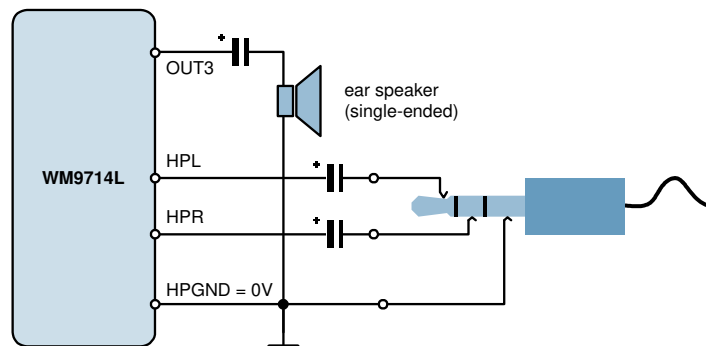 +
OUT3
ear speaker
(single-ended)
HPL
+
WM9714L
HPR
+
HPGND = 0V